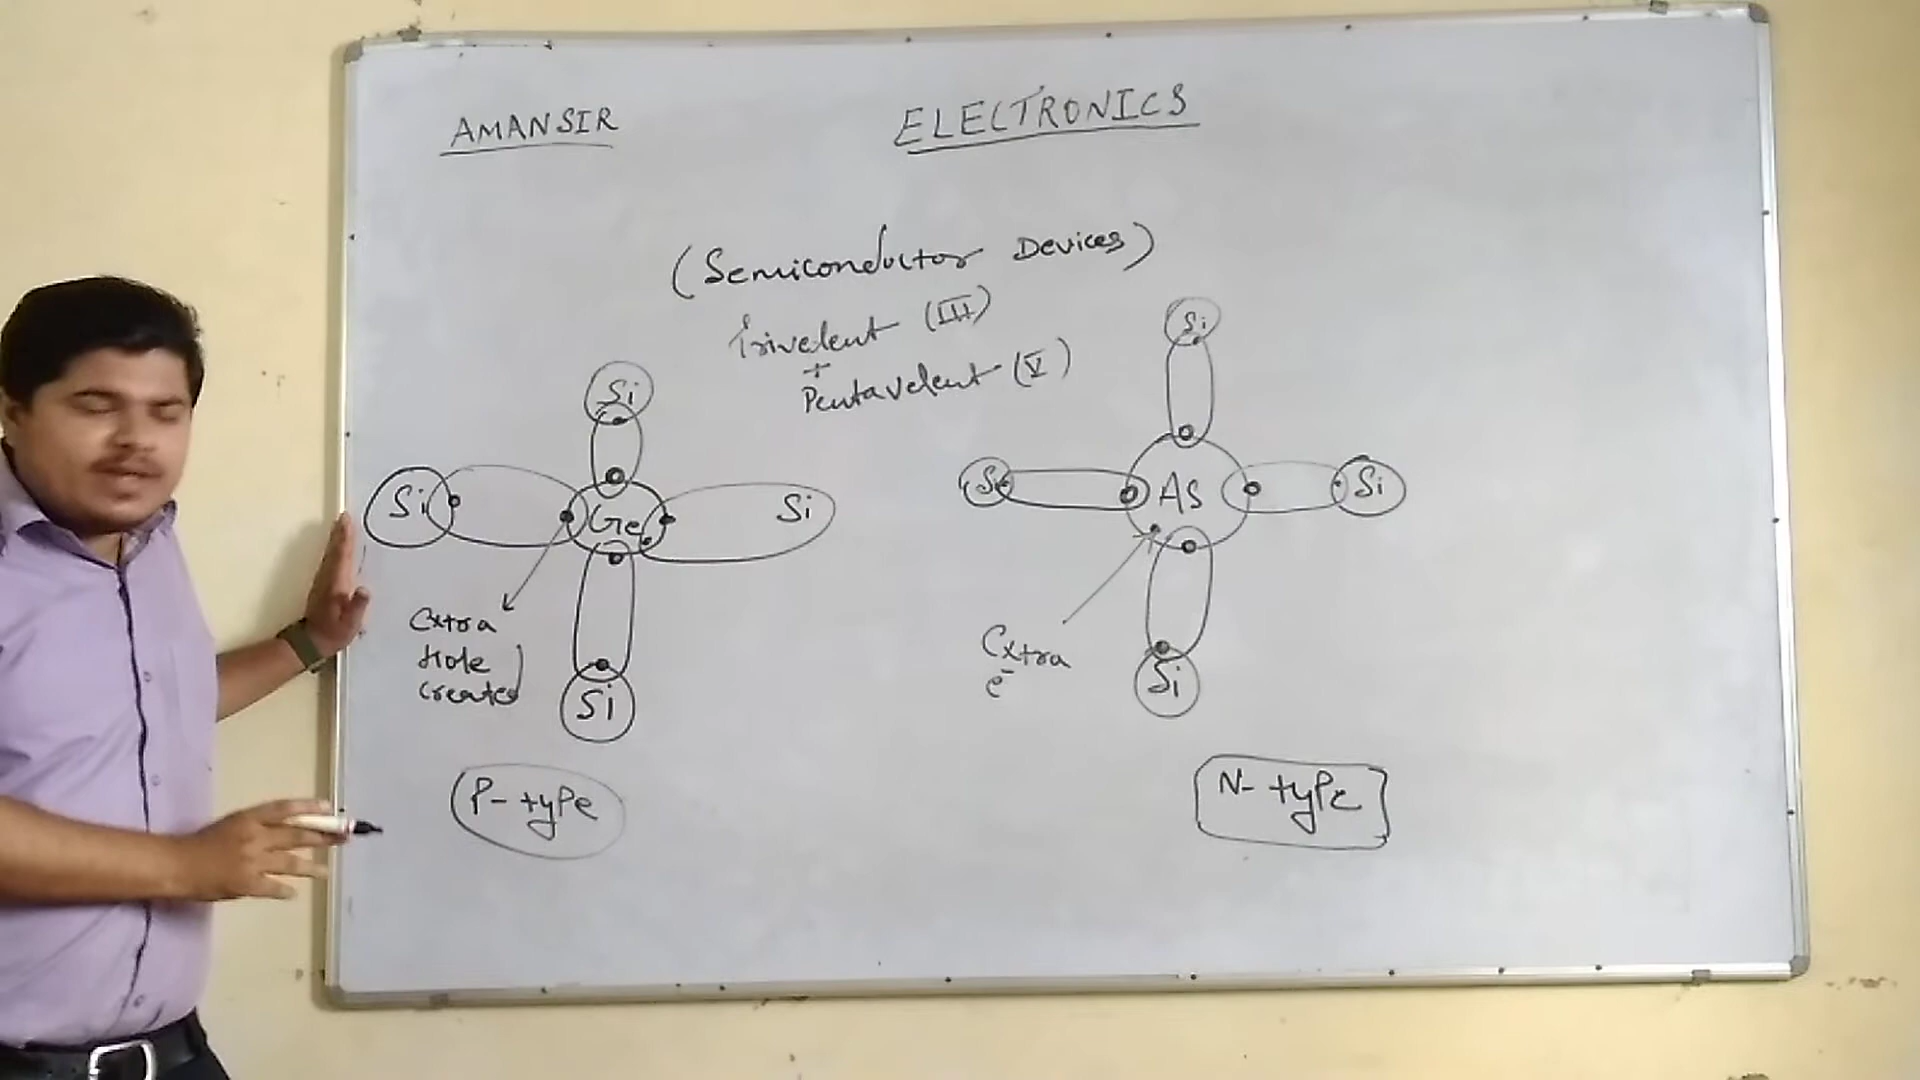 AMANSIR
ELECTRONICS
(Semiconductor Devices)
Trivelent (III)
+
Pentavelent (V)
Si
Si
Ge
Si
Si
Extra
Hole
created
P-type
Si
Si
As
Si
Si
Extra
e⁻
N-type